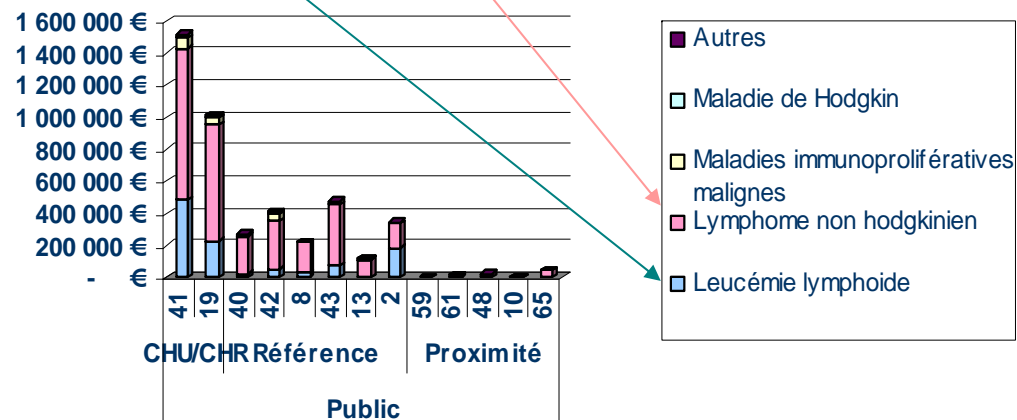 1 600 000 €
1 400 000 €
1 200 000 €
1 000 000 €
800 000 €
600 000 €
400 000 €
200 000 €
- €
41 19 40 42 8 43 13 2 59 61 48 10 65
CHU/CHR Référence Proximité
Public
Autres
Maladie de Hodgkin
Maladies immunoprolifératives
malignes
Lymphome non hodgkinien
Leucémie lymphoide